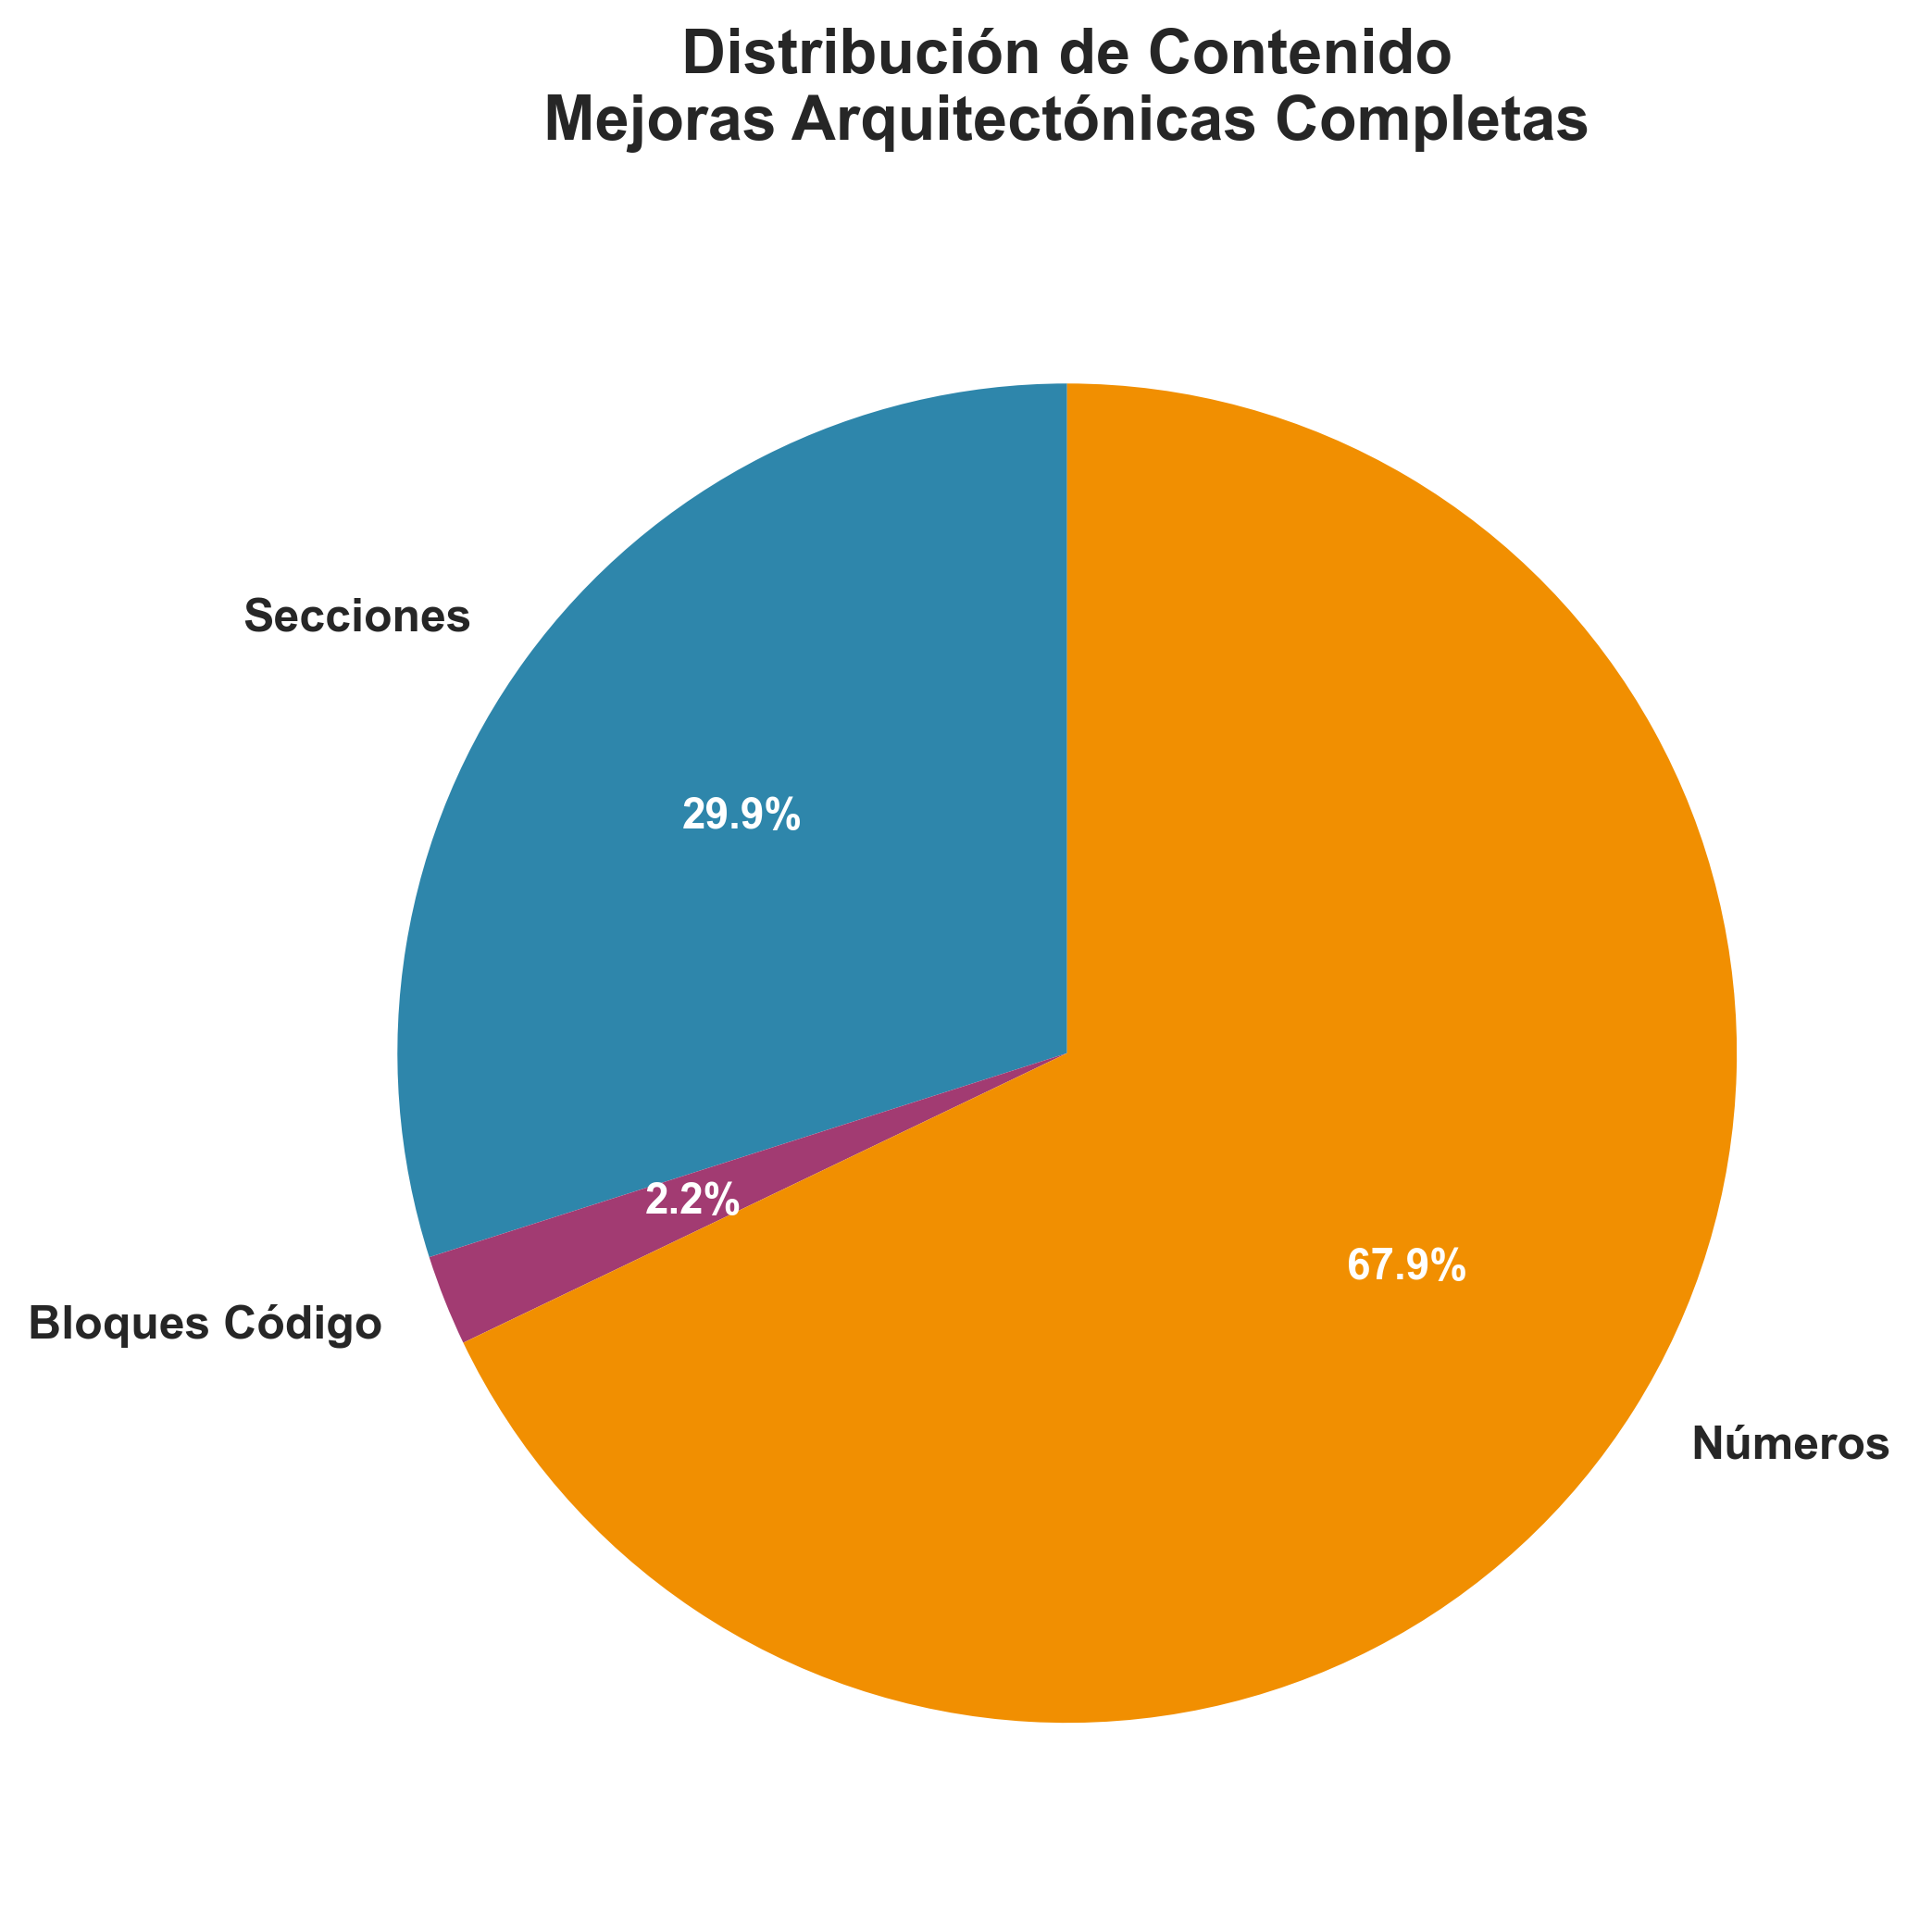 Distribución de Contenido
Mejoras Arquitectónicas Completas
Secciones
29.9%
2.2%
67.9%
Bloques Código
Números